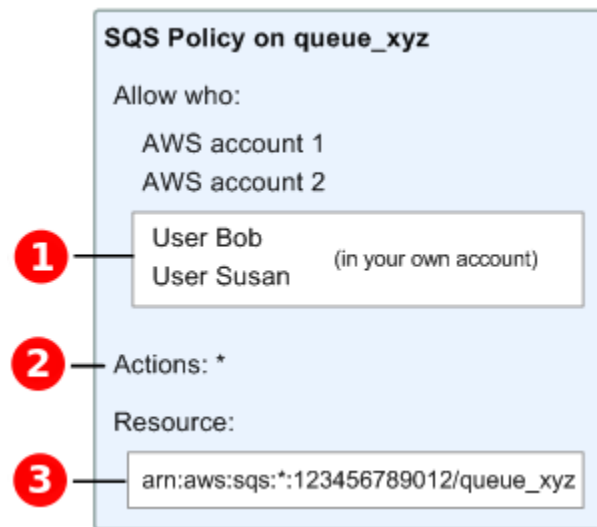 SQS Policy on queue_xyz
Allow who:
AWS account 1
AWS account 2
1
User Bob
(in your own account)
User Susan
2
Actions: *
Resource:
3
arn:aws:sqs:*:123456789012/queue_xyz